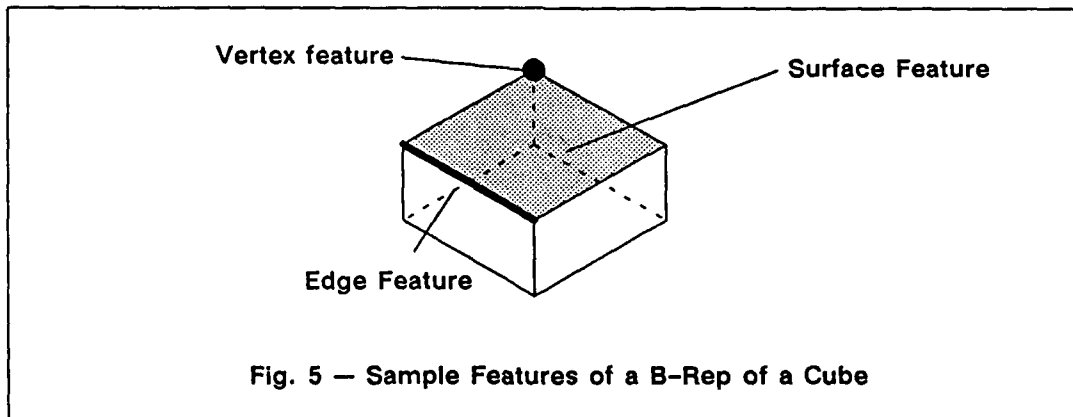 Vertex feature
Surface Feature
Edge Feature
Fig. 5 — Sample Features of a B-Rep of a Cube